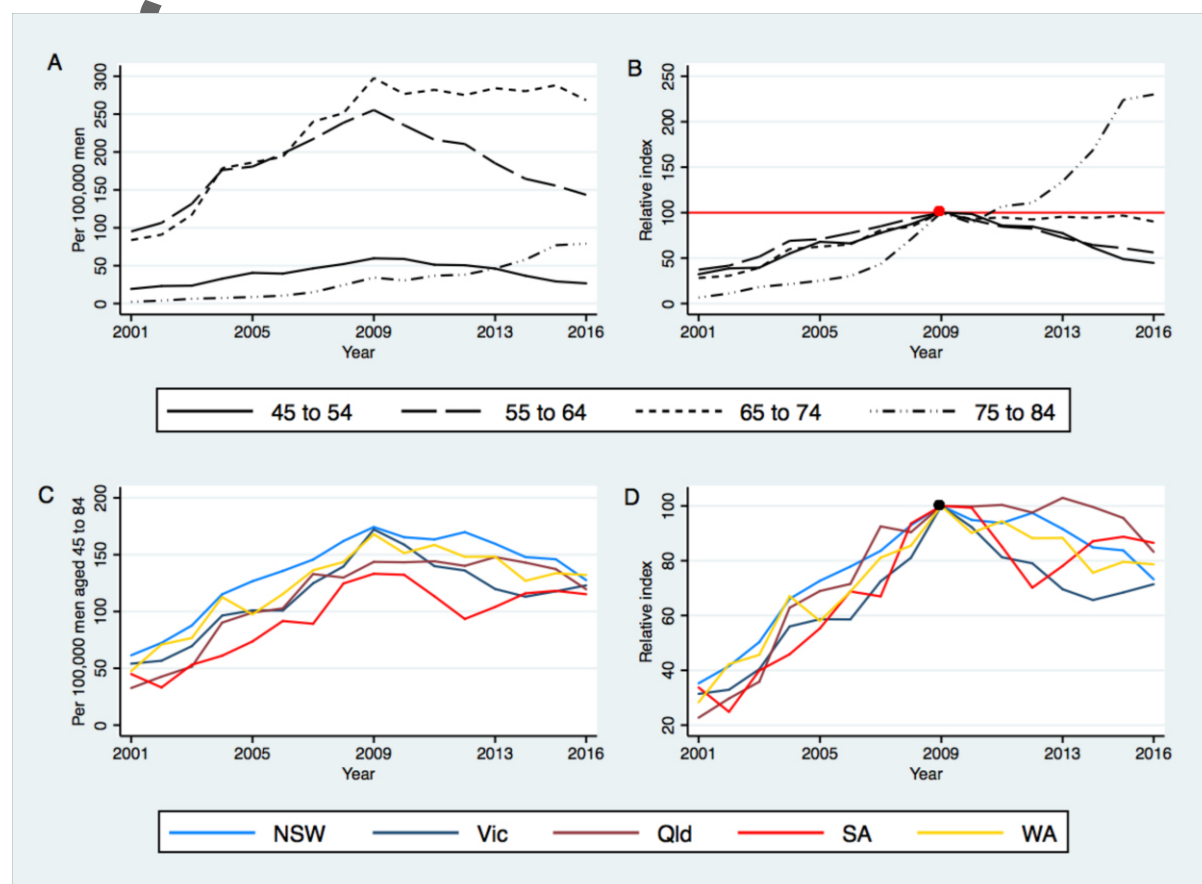 A
Per 100,000 men
300
250
200
150
100
50
0
2001 2005 2009 2013 2016
Year
B
Relative index
250
200
150
100
50
0
2001 2005 2009 2013 2016
Year
45 to 54 55 to 64 65 to 74 75 to 84
C
Per 100,000 men aged 45 to 84
200
150
100
50
0
2001 2005 2009 2013 2016
Year
D
Relative index
100
80
60
40
20
2001 2005 2009 2013 2016
Year
NSW Vic Qld SA WA